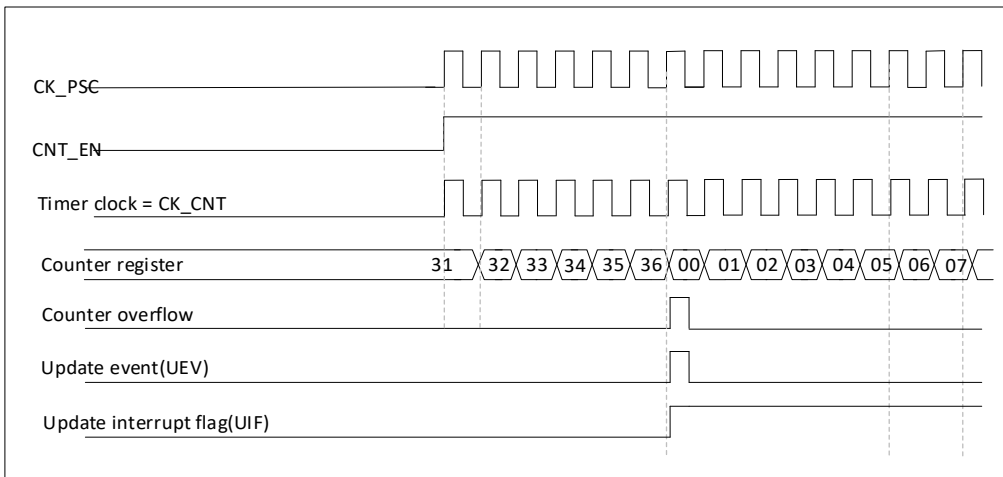 CK_PSC
CNT_EN
Timer clock = CK_CNT
Counter register 31 32 33 34 35 36 00 01 02 03 04 05 06 07
Counter overflow
Update event(UEV)
Update interrupt flag(UIF)